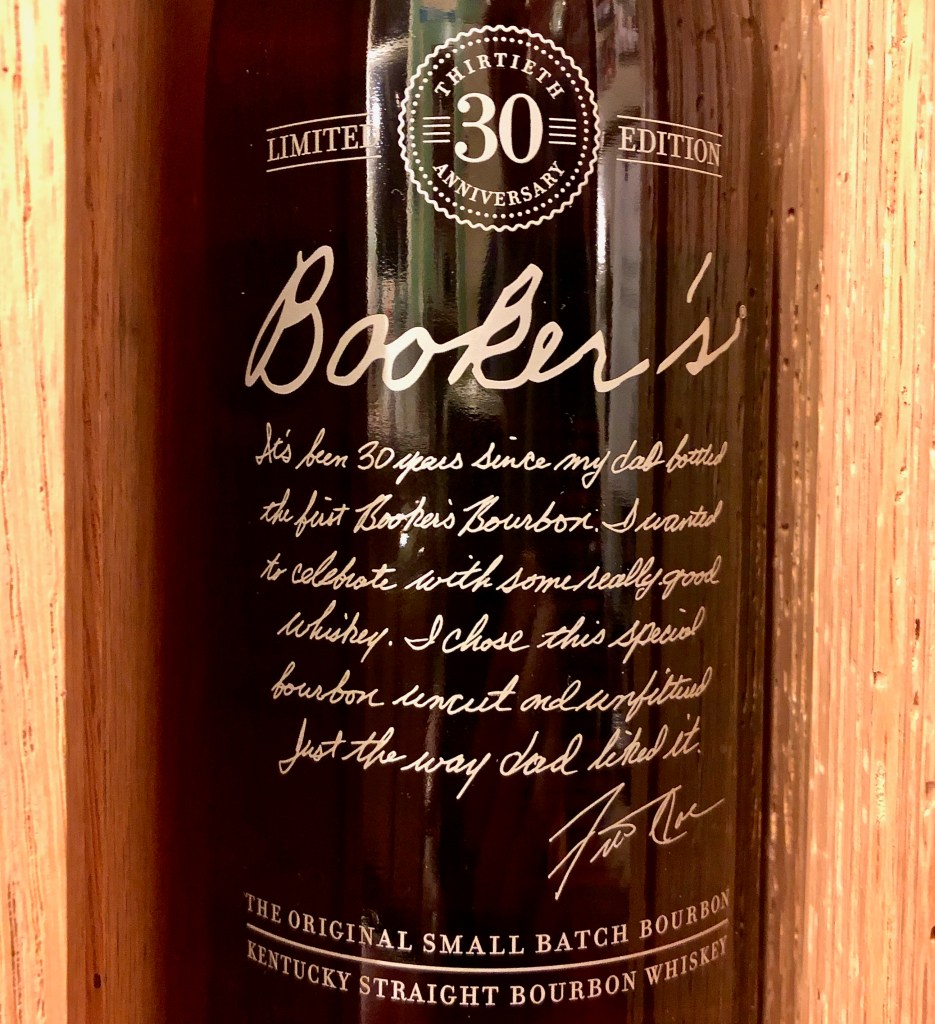 THIRTIETH
LIMITED 30 EDITION
ANNIVERSARY
Booker's®
It's been 30 years since my dad bottled
the first Booker's Bourbon. I wanted
to celebrate with some really good
whiskey. I chose this special
bourbon uncut and unfiltered
Just the way dad liked it.
THE ORIGINAL SMALL BATCH BOURBON
KENTUCKY STRAIGHT BOURBON WHISKEY